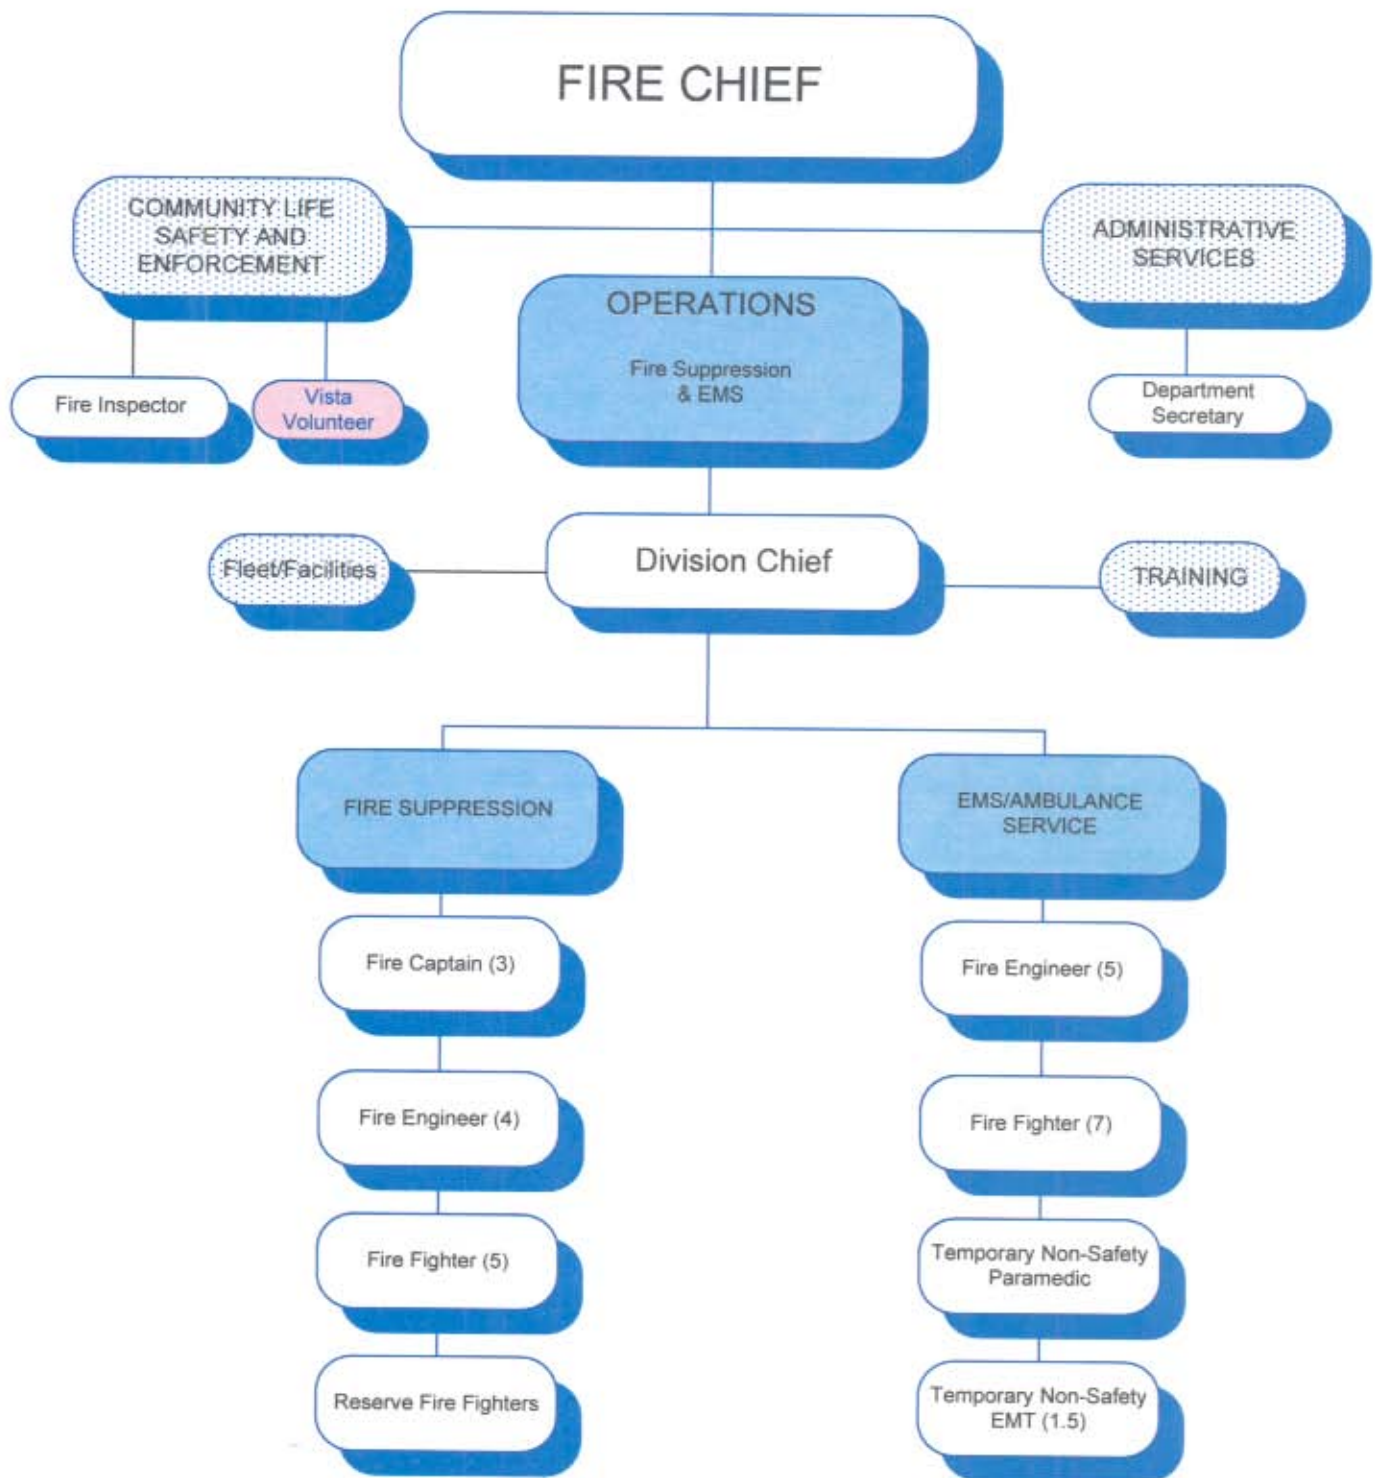 FIRE CHIEF
COMMUNITY LIFE
SAFETY AND
ENFORCEMENT
ADMINISTRATIVE
SERVICES
OPERATIONS
Fire Suppression
& EMS
Fire Inspector
Vista
Volunteer
Department
Secretary
Fleet/Facilities
Division Chief
TRAINING
FIRE SUPPRESSION
EMS/AMBULANCE
SERVICE
Fire Captain (3)
Fire Engineer (5)
Fire Engineer (4)
Fire Fighter (7)
Fire Fighter (5)
Temporary Non-Safety
Paramedic
Reserve Fire Fighters
Temporary Non-Safety
EMT (1.5)